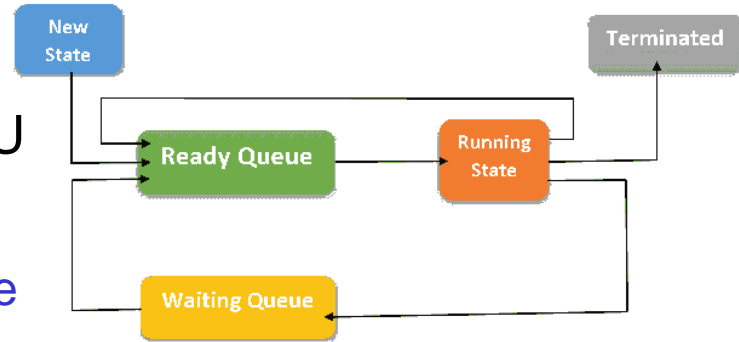 New
State
Terminated
U
Ready Queue
Running
State
e
Waiting Queue